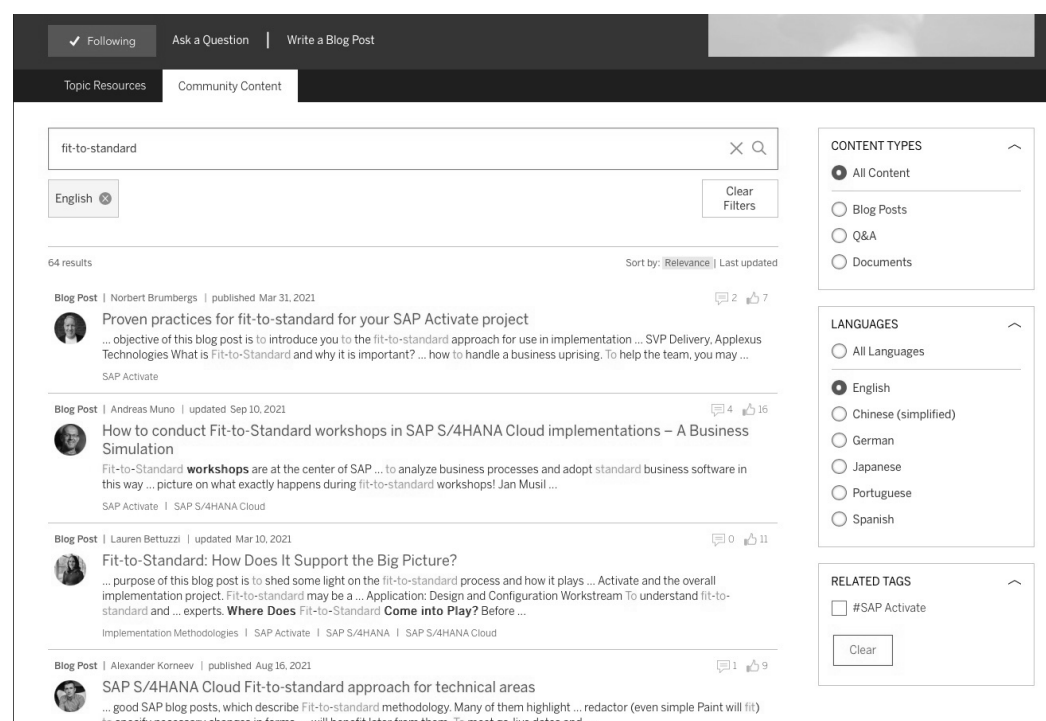 Following Ask a Question | Write a Blog Post
Topic Resources Community Content
fit-to-standard
English
Clear
Filters
64 results
Sort by: Relevance | Last updated
Blog Post | Norbert Brumbergs | published Mar 31, 2021
2 7
Proven practices for fit-to-standard for your SAP Activate project
... objective of this blog post is to introduce you to the fit-to-standard approach for use in implementation ... SVP Delivery, Applexus
Technologies What is Fit-to-Standard and why it is important? ... how to handle a business uprising. To help the team, you may ...
SAP Activate
Blog Post | Andreas Muno | updated Sep 10, 2021
4 16
How to conduct Fit-to-Standard workshops in SAP S/4HANA Cloud implementations – A Business
Simulation
Fit-to-Standard workshops are at the center of SAP ... to analyze business processes and adopt standard business software in
this way ... picture on what exactly happens during fit-to-standard workshops! Jan Musil ...
SAP Activate | SAP S/4HANA Cloud
Blog Post | Lauren Bettuzzi | updated Mar 10, 2021
0 11
Fit-to-Standard: How Does It Support the Big Picture?
... purpose of this blog post is to shed some light on the fit-to-standard process and how it plays ... Activate and the overall
implementation project. Fit-to-Standard may be a ... Application: Design and Configuration Workstream To understand fit-to-
standard and ... experts. Where Does Fit-to-Standard Come into Play? Before ...
Implementation Methodologies | SAP Activate | SAP S/4HANA | SAP S/4HANA Cloud
Blog Post | Alexander Korneev | published Aug 16, 2021
1 9
SAP S/4HANA Cloud Fit-to-standard approach for technical areas
... good SAP blog posts, which describe Fit-to-standard methodology. Many of them highlight ... redactor (even simple Paint will fit)
CONTENT TYPES
All Content
Blog Posts
Q&A
Documents
LANGUAGES
All Languages
English
Chinese (simplified)
German
Japanese
Portuguese
Spanish
RELATED TAGS
#SAP Activate
Clear